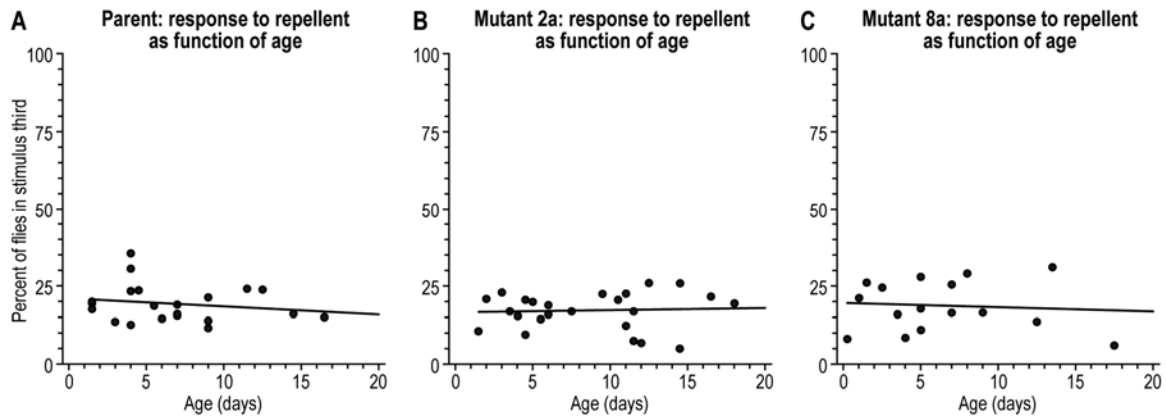 A
Parent: response to repellent
as function of age
Percent of flies in stimulus third
100
75
50
25
0
0 5 10 15 20
Age (days)
B
Mutant 2a: response to repellent
as function of age
100
75
50
25
0
0 5 10 15 20
Age (days)
C
Mutant 8a: response to repellent
as function of age
100
75
50
25
0
0 5 10 15 20
Age (days)